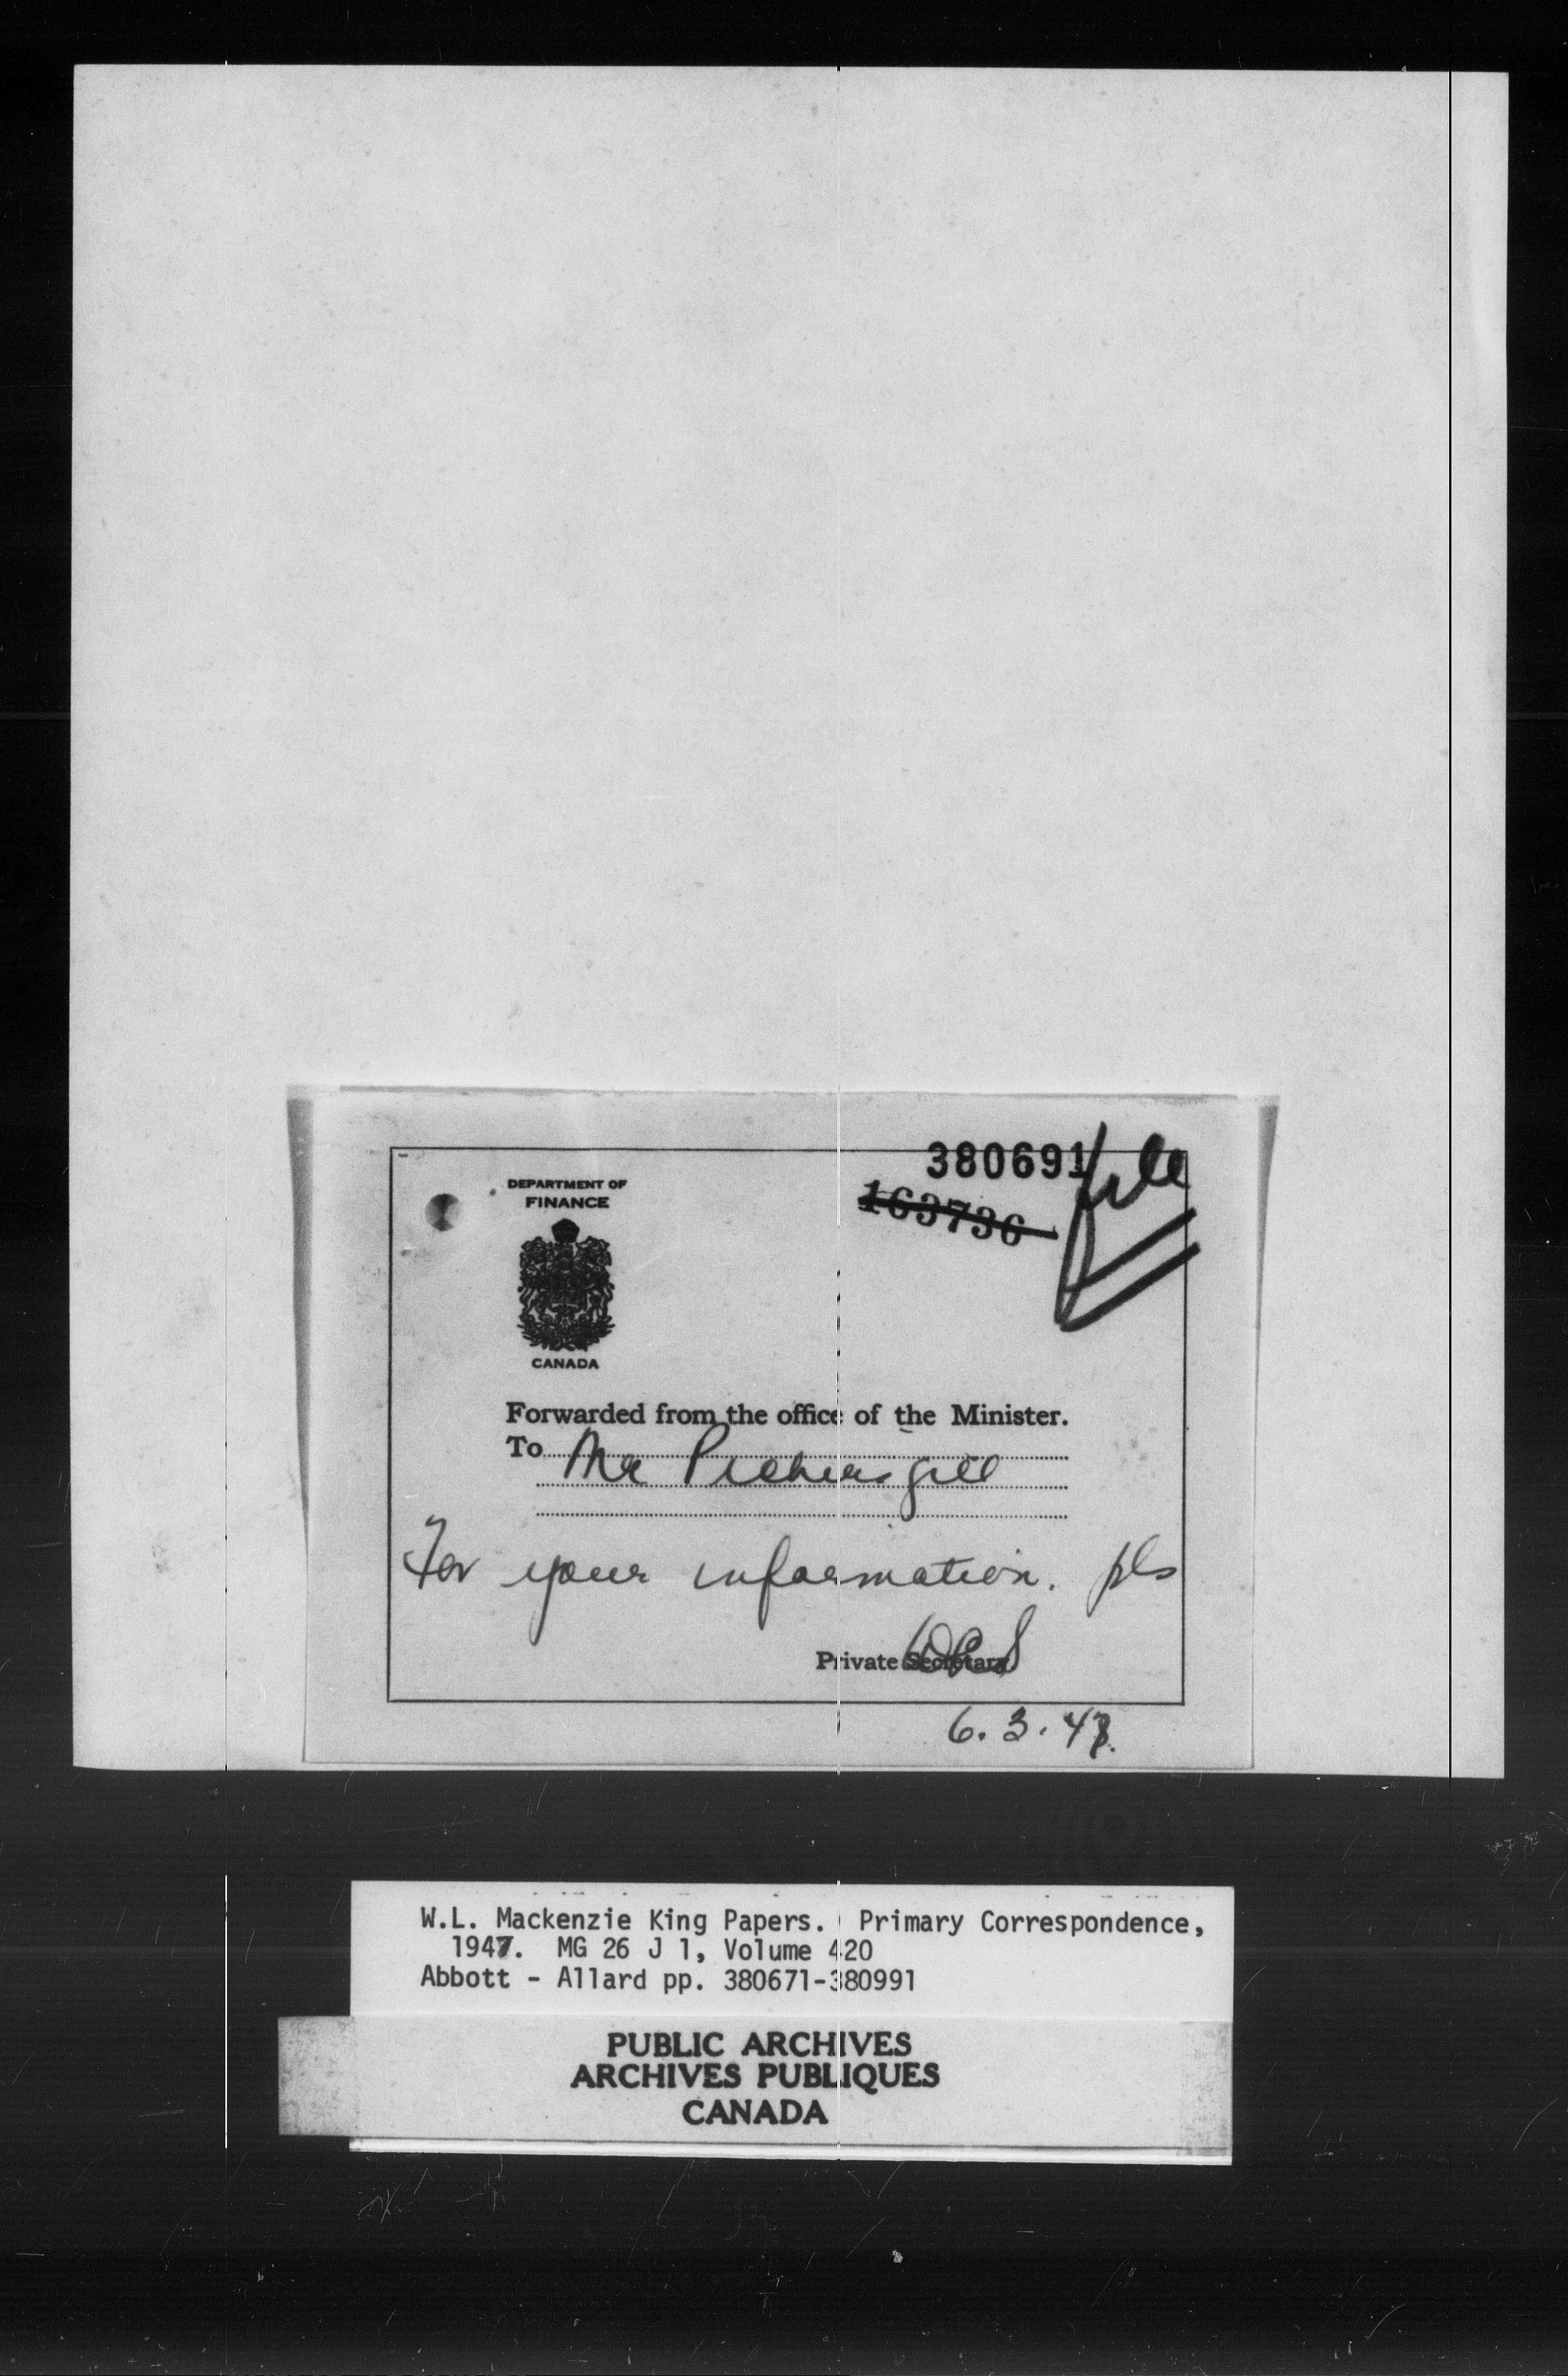 380691
file
163736
DEPARTMENT OF
FINANCE
CANADA
Forwarded from the office of the Minister.
To Mr Pickersgill
For your information. pls
Private Secretary
6.3.47.
W.L. Mackenzie King Papers. Primary Correspondence,
1947. MG 26 J 1, Volume 420
Abbott - Allard pp. 380671-380991
PUBLIC ARCHIVES
ARCHIVES PUBLIQUES
CANADA